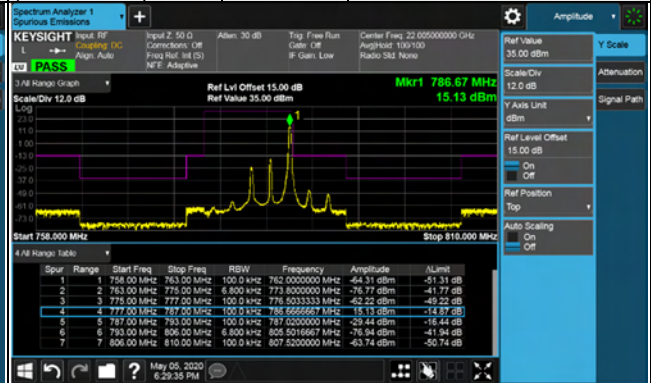 Spectrum Analyzer 1
Spurious Emissions
+
Amplitude
KEYSIGHT Input: RF Input Z: 50 Ω Atten: 30 dB Trig: Free Run Center Freq: 22.005000000 GHz
L Coupling: DC Corrections: Off Gate: Off Avg|Hold: 100/100
Align: Auto Freq Ref: Int (S) IF Gain: Low Radio Std: None
LXI PASS NFE: Adaptive
3 All Range Graph
Scale/Div 12.0 dB
Ref Lvl Offset 15.00 dB
Ref Value 35.00 dBm
Mkr1 786.67 MHz
15.13 dBm
Log
23.0
11.0
1
-1.00
-13.0
-25.0
-37.0
-49.0
-61.0
-73.0
Start 758.000 MHz
Stop 810.000 MHz
4 All Range Table
Spur Range Start Freq Stop Freq RBW Frequency Amplitude ΔLimit
1 1 758.00 MHz 763.00 MHz 100.0 kHz 762.0000000 MHz -64.31 dBm -51.31 dB
2 2 763.00 MHz 775.00 MHz 6.800 kHz 773.8000000 MHz -76.77 dBm -41.77 dB
3 3 775.00 MHz 777.00 MHz 100.0 kHz 776.5033333 MHz -62.22 dBm -49.22 dB
4 4 777.00 MHz 787.00 MHz 100.0 kHz 786.6666667 MHz 15.13 dBm -14.87 dB
5 5 787.00 MHz 793.00 MHz 100.0 kHz 787.0200000 MHz -29.44 dBm -16.44 dB
6 6 793.00 MHz 806.00 MHz 6.800 kHz 805.5016667 MHz -76.94 dBm -41.94 dB
7 7 806.00 MHz 810.00 MHz 100.0 kHz 807.5200000 MHz -63.74 dBm -50.74 dB
?
May 05, 2020
6:29:35 PM
Ref Value
35.00 dBm
Scale/Div
12.0 dB
Y Axis Unit
dBm
Ref Level Offset
15.00 dB
On
Off
Ref Position
Top
Auto Scaling
On
Off
Y Scale
Attenuation
Signal Path